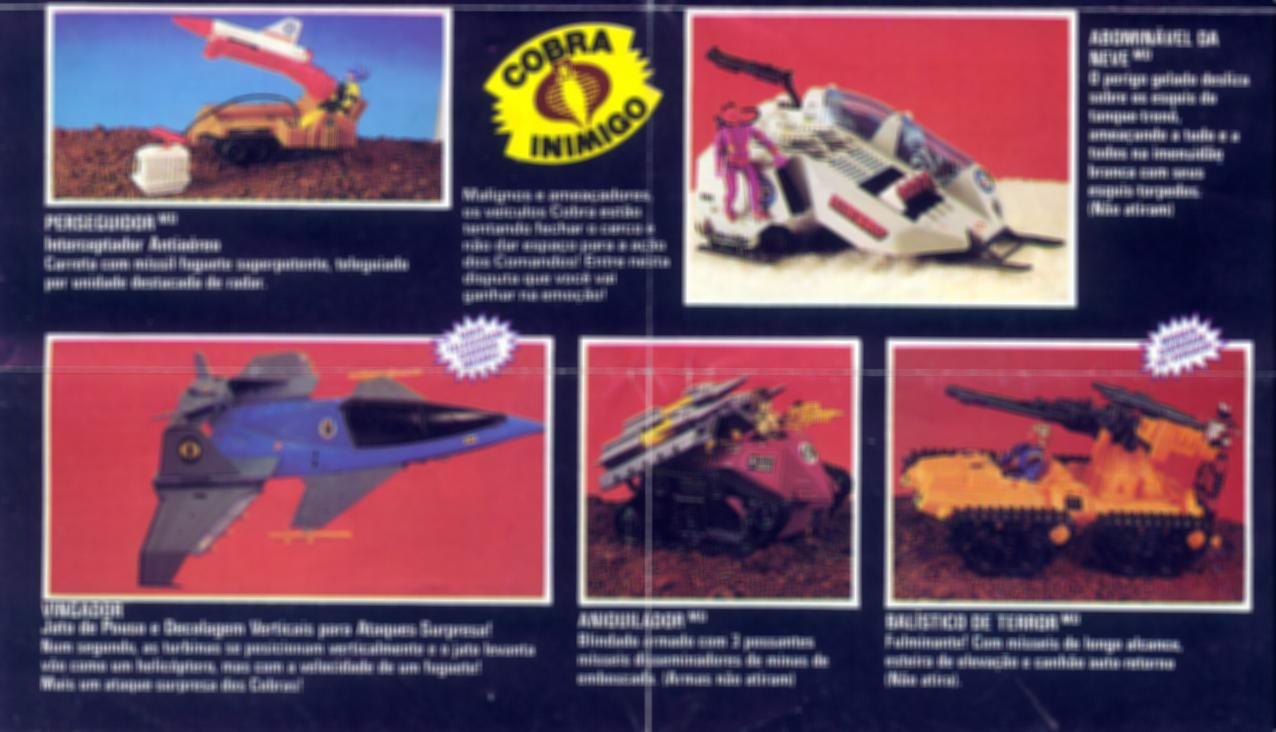 COBRA
INIMIGO
PERSEGUIDOR MR
Interceptador Antiaéreo
Carreta com míssil foguete superpotente, teleguiado
por unidade destacada de radar.
Malignos e ameaçadores,
os veículos Cobra estão
tentando fechar o cerco e
não dar espaço para a ação
dos Comandos! Entre nesta
disputa que você vai
ganhar na emoção!
ABOMINÁVEL DA
NEVE
O perigo gelado desliza
sobre os esquis do
tanque trenó,
ameaçando a tudo e a
todos na imensidão
branca com seus
esquis torpedos.
(Não atiram)
VINGADOR
Jato de Pouso e Decolagem Verticais para Ataques Surpresa!
Num segundo, as turbinas se posicionam verticalmente e o jato levanta
vôo como um helicóptero, mas com a velocidade de um foguete!
Mais um ataque surpresa dos Cobras!
ANIQUILADOR
Blindado armado com 2 possantes
mísseis disseminadores de minas de
emboscada. (Armas não atiram)
BALÍSTICO DE TERROR
Fulminante! Com mísseis de longo alcance,
esteira de elevação e canhão auto retorno
(Não atira).